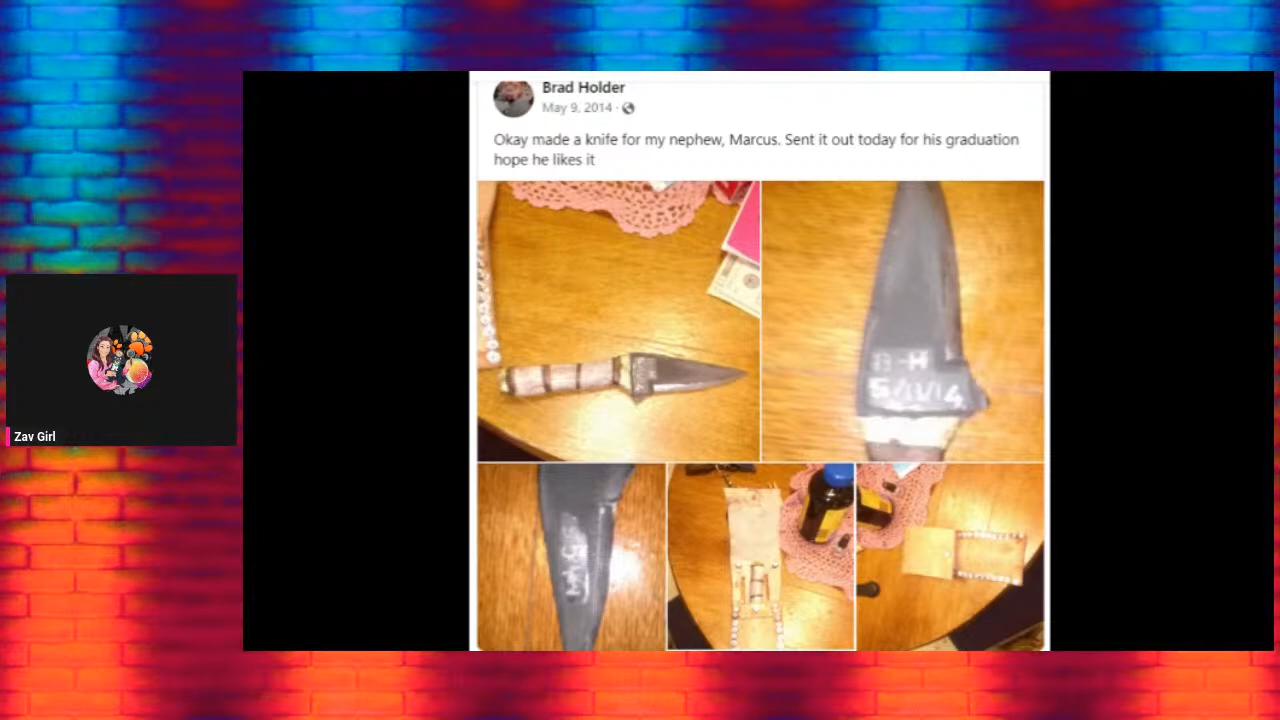 Brad Holder
May 9, 2014 ·
Okay made a knife for my nephew, Marcus. Sent it out today for his graduation
hope he likes it
B-H
5/11/14
Zav Girl